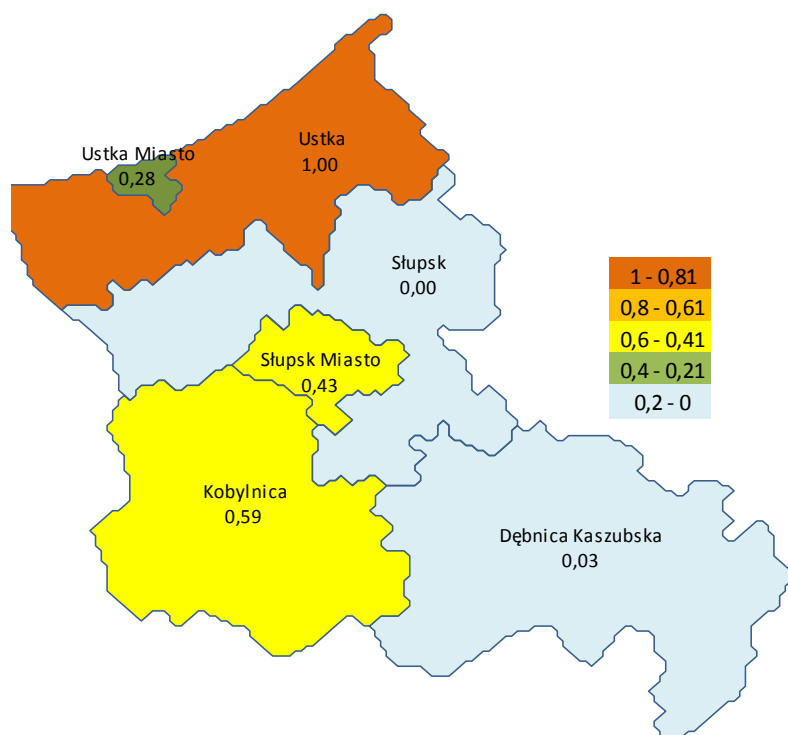 Ustka
1,00
Ustka Miasto
0,28
Słupsk
0,00
Słupsk Miasto
0,43
Kobylnica
0,59
Dębnica Kaszubska
0,03
1 - 0,81
0,8 - 0,61
0,6 - 0,41
0,4 - 0,21
0,2 - 0